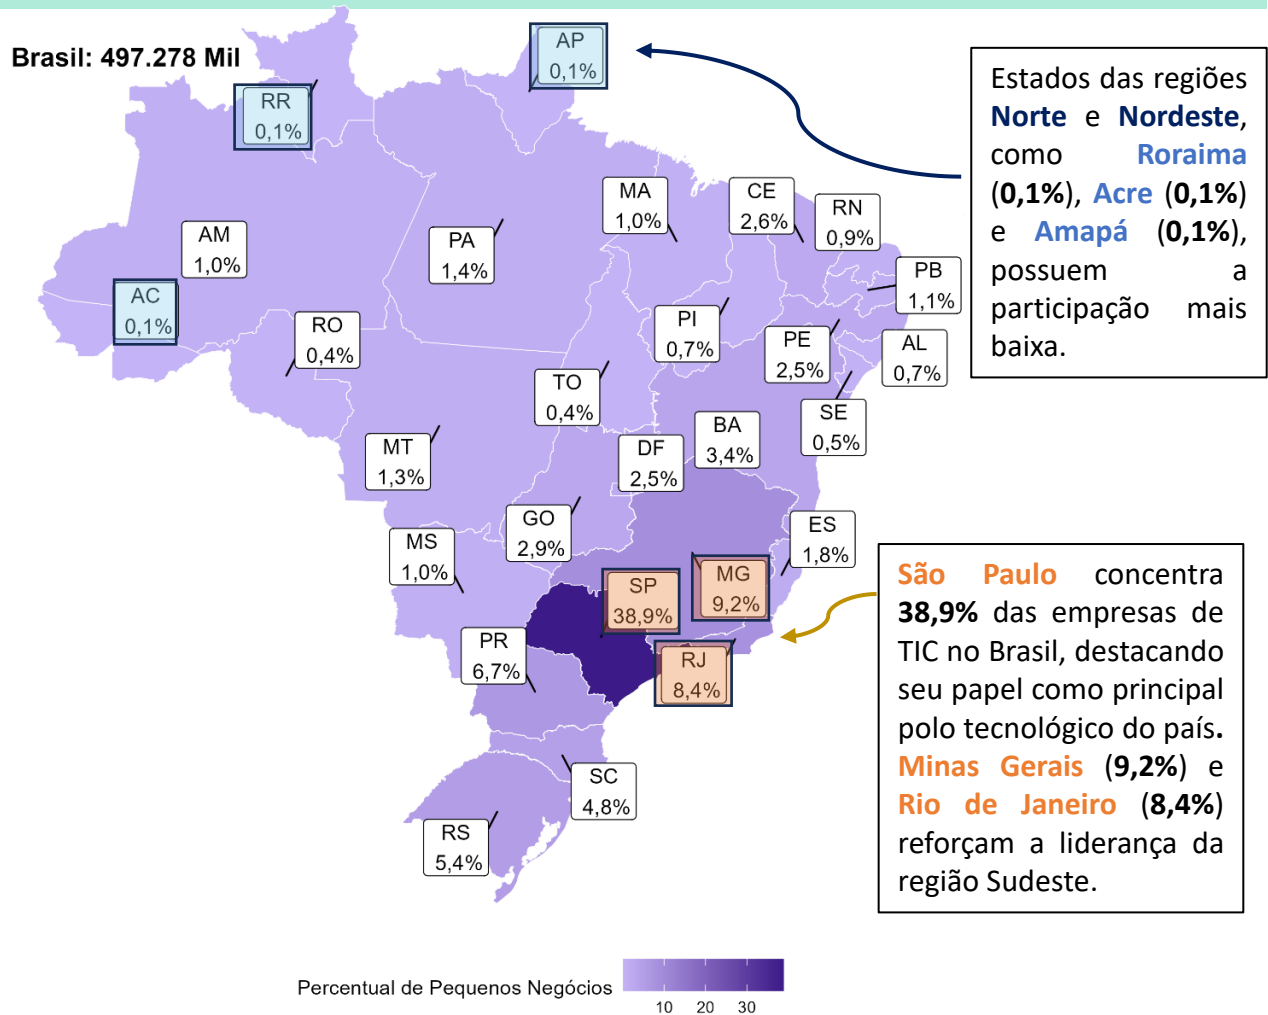 Brasil: 497.278 Mil
AP
0,1%
RR
0,1%
AM
1,0%
PA
1,4%
MA
1,0%
CE
2,6%
RN
0,9%
PB
1,1%
AC
0,1%
RO
0,4%
PI
0,7%
PE
2,5%
AL
0,7%
TO
0,4%
SE
0,5%
BA
3,4%
MT
1,3%
DF
2,5%
GO
2,9%
ES
1,8%
MS
1,0%
SP
38,9%
MG
9,2%
PR
6,7%
RJ
8,4%
SC
4,8%
RS
5,4%
Estados das regiões
Norte e Nordeste,
como Roraima
(0,1%), Acre (0,1%)
e Amapá (0,1%),
possuem a
participação mais
baixa.
São Paulo concentra
38,9% das empresas de
TIC no Brasil, destacando
seu papel como principal
polo tecnológico do país.
Minas Gerais (9,2%) e
Rio de Janeiro (8,4%)
reforçam a liderança da
região Sudeste.
Percentual de Pequenos Negócios
10 20 30